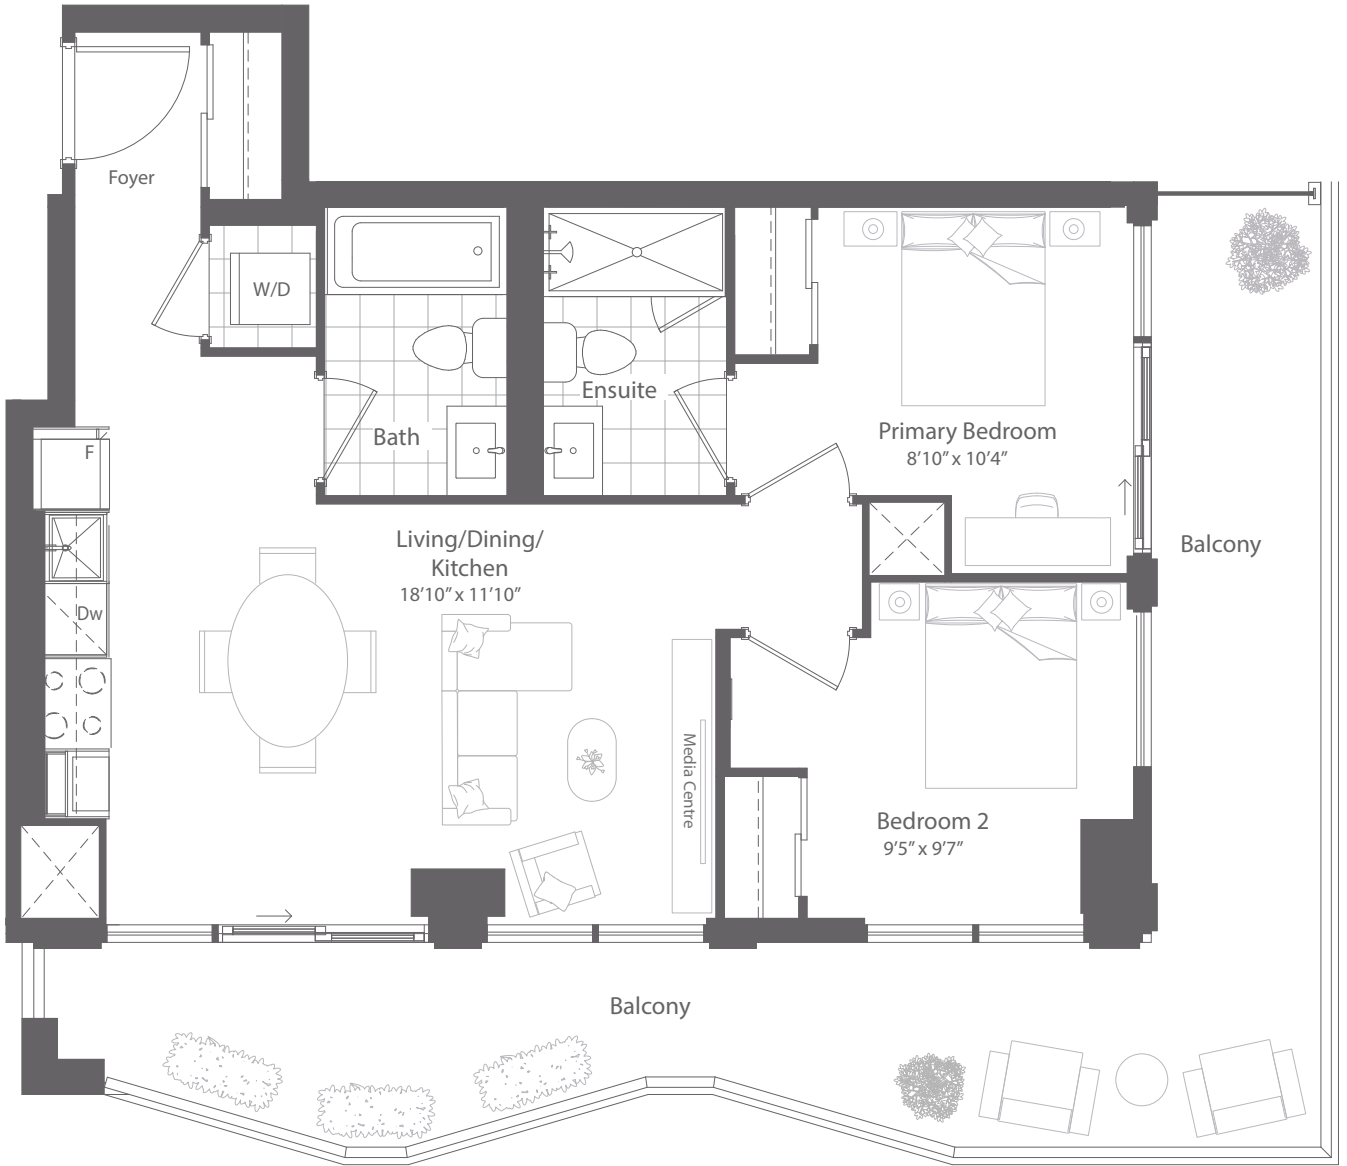 Foyer
W/D
Bath
Ensuite
F
Primary Bedroom
8'10” x 10'4”
Living/Dining/
Kitchen
18'10” x 11'10”
Balcony
Dw
Media Centre
Bedroom 2
9'5” x 9'7”
Balcony